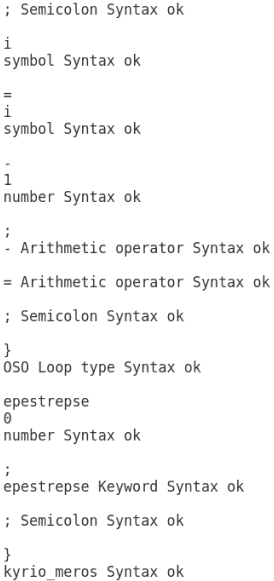 ; Semicolon Syntax ok
i
symbol Syntax ok
=
i
symbol Syntax ok
-
1
number Syntax ok
;
- Arithmetic operator Syntax ok
= Arithmetic operator Syntax ok
; Semicolon Syntax ok
}
OSO Loop type Syntax ok
epestrepse
0
number Syntax ok
;
epestrepse Keyword Syntax ok
; Semicolon Syntax ok
}
kyrio_meros Syntax ok